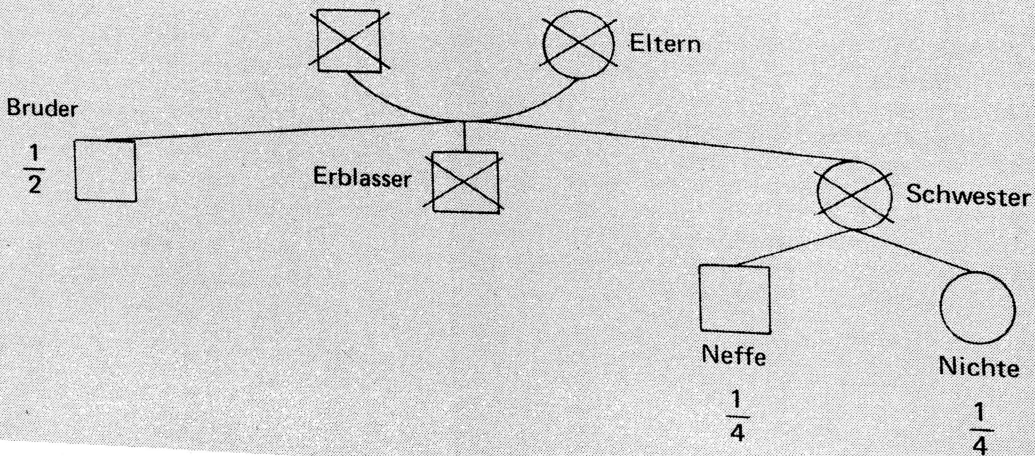 Eltern
Bruder
1/2
Erblasser
Schwester
Neffe
Nichte
1/4
1/4